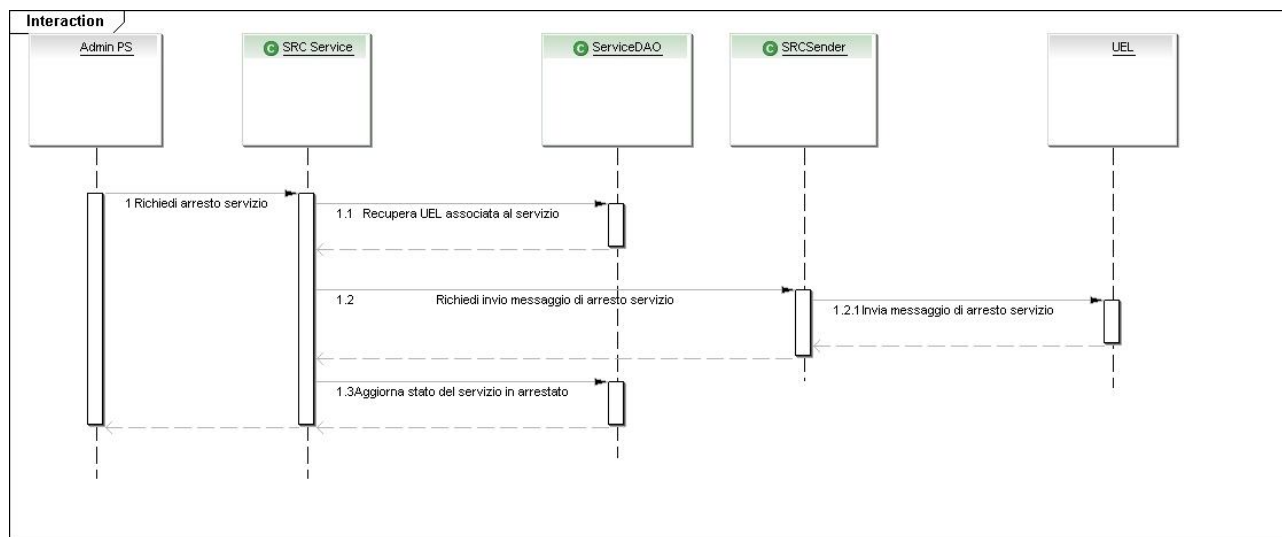 Interaction
Admin PS
C SRC Service
C ServiceDAO
C SRCSender
UEL
1 Richiedi arresto servizio
1.1 Recupera UEL associata al servizio
1.2 Richiedi invio messaggio di arresto servizio
1.2.1 Invia messaggio di arresto servizio
1.3 Aggiorna stato del servizio in arrestato